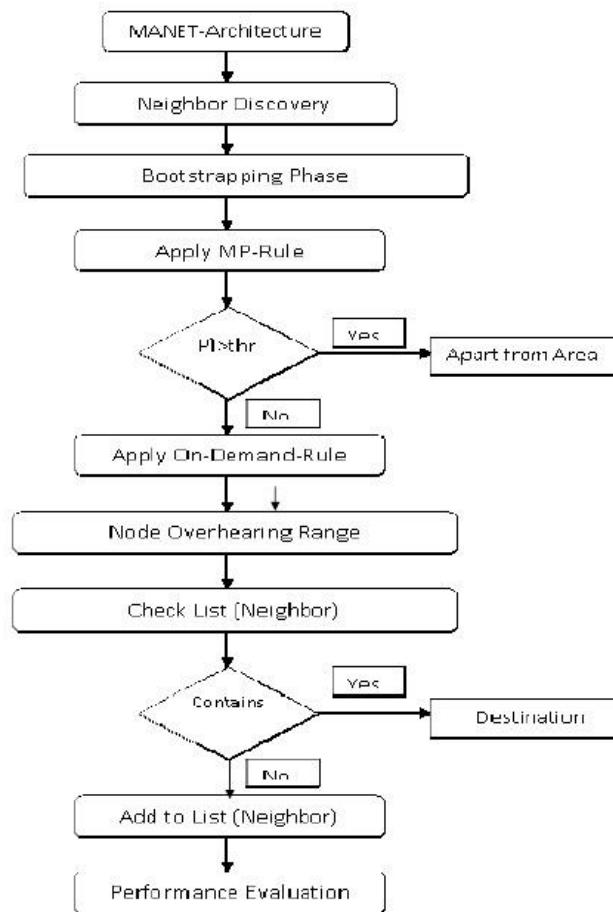 MANET-Architecture
Neighbor Discovery
Bootstrapping Phase
Apply MP-Rule
Yes
Apart from Area
No
Apply On-Demand-Rule
Node Overhearing Range
Check List (Neighbor)
Yes
Contains
Destination
No
Add to List (Neighbor)
Performance Evaluation